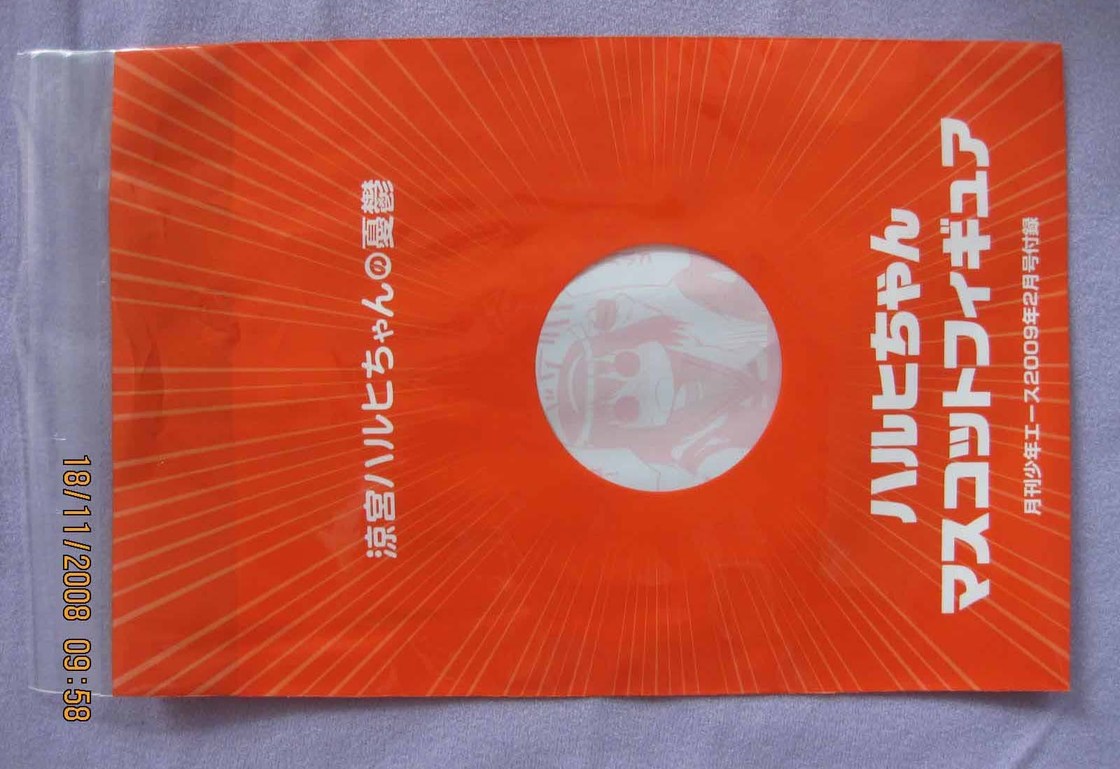 涼宮ハルヒちゃんの憂鬱
ハルヒちゃん
マスコットフィギュア
月刊少年エース2009年2月号付録
18/11/2008 09:58